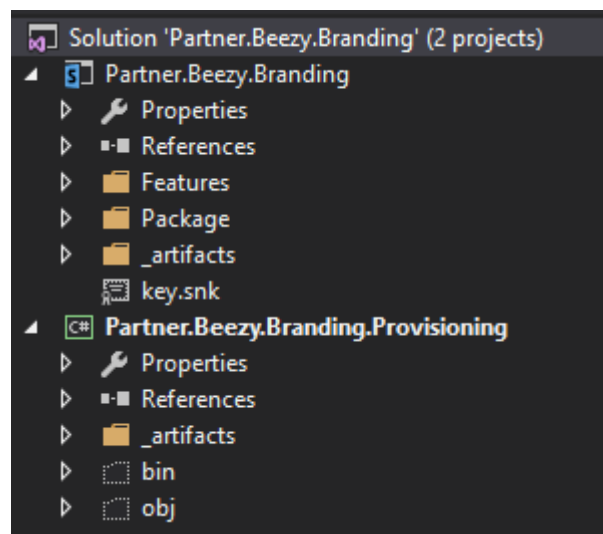 Solution 'Partner.Beezy.Branding' (2 projects)
Partner.Beezy.Branding
Properties
References
Features
Package
_artifacts
key.snk
Partner.Beezy.Branding.Provisioning
Properties
References
_artifacts
bin
obj